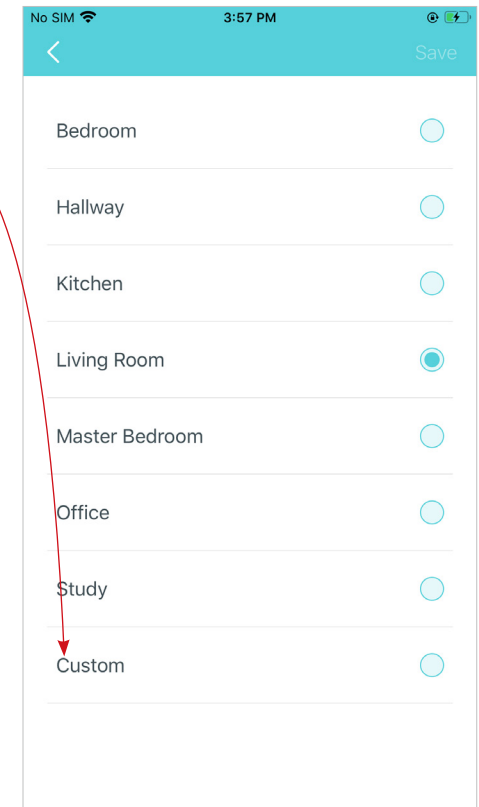 No SIM 3:57 PM
Save
Bedroom
Hallway
Kitchen
Living Room
Master Bedroom
Office
Study
Custom